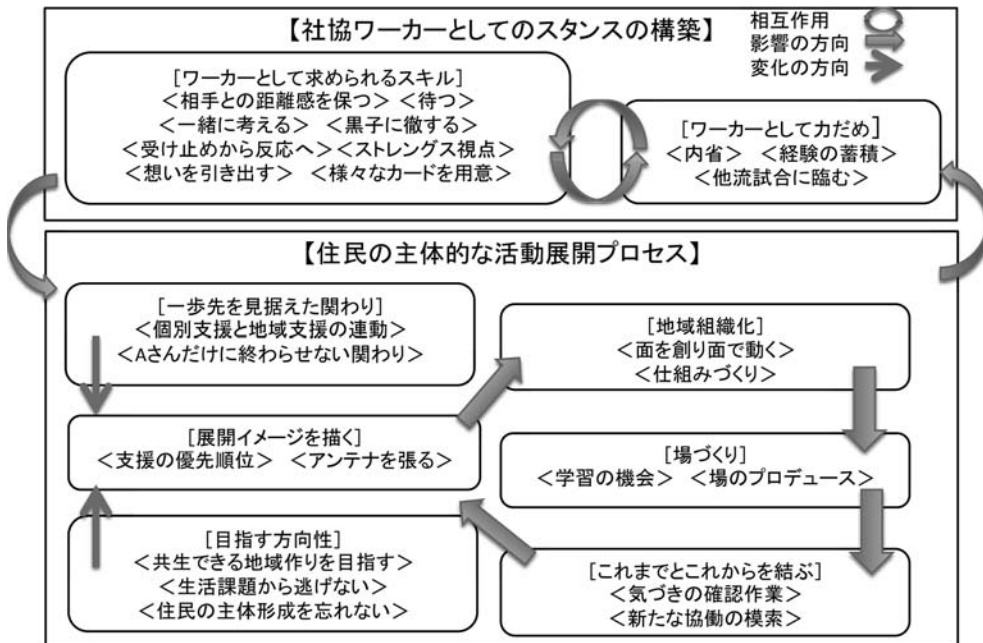 【社協ワーカーとしてのスタンスの構築】
相互作用
影響の方向
変化の方向
[ワーカーとして求められるスキル]
<相手との距離感を保つ> <待つ>
<一緒に考える> <黒子に徹する>
<受け止めから反応へ> <ストレングス視点>
<想いを引き出す> <様々なカードを用意>
[ワーカーとして力だめ]
<内省> <経験の蓄積>
<他流試合に臨む>
【住民の主体的な活動展開プロセス】
[一歩先を見据えた関わり]
<個別支援と地域支援の連動>
<Aさんだけに終わらせない関わり>
[展開イメージを描く]
<支援の優先順位> <アンテナを張る>
[目指す方向性]
<共生できる地域作りを目指す>
<生活課題から逃げない>
<住民の主体形成を忘れない>
[地域組織化]
<面を創り面で動く>
<仕組みづくり>
[場づくり]
<学習の機会> <場のプロデュース>
[これまでとこれからを結ぶ]
<気づきの確認作業>
<新たな協働の模索>